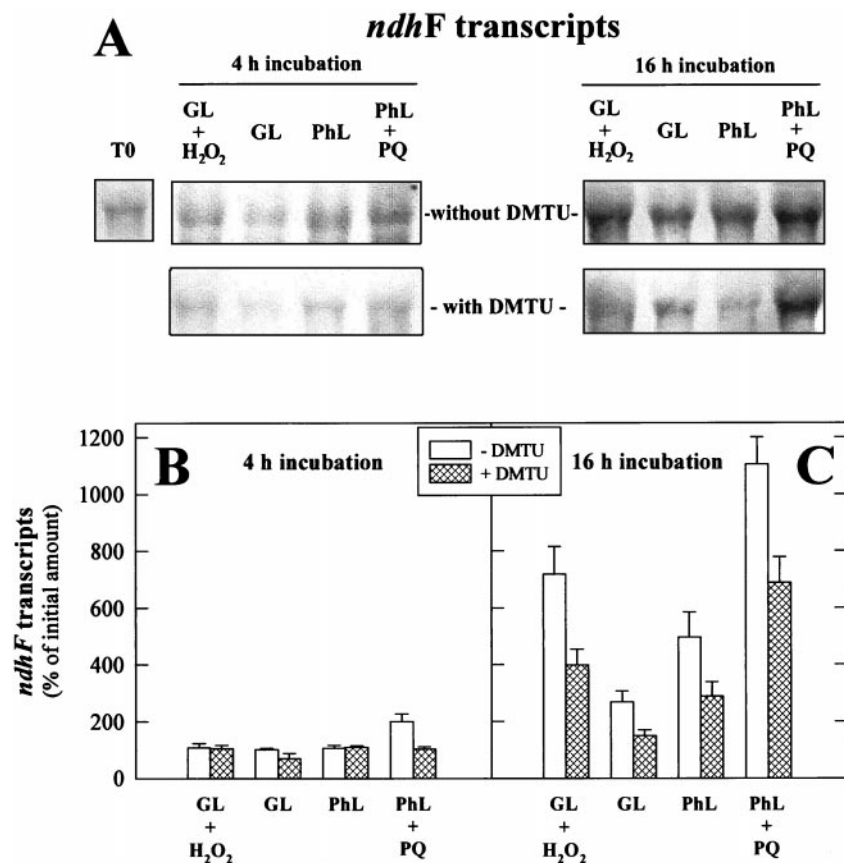 A
ndhF transcripts
4 h incubation
16 h incubation
T0
GL + H₂O₂
GL
PhL
PhL + PQ
GL + H₂O₂
GL
PhL
PhL + PQ
-without DMTU-
- with DMTU -
B
4 h incubation
- DMTU
+ DMTU
16 h incubation
C
ndhF transcripts
(% of initial amount)
1200
1000
800
600
400
200
0
GL + H₂O₂
GL
PhL
PhL + PQ
GL + H₂O₂
GL
PhL
PhL + PQ